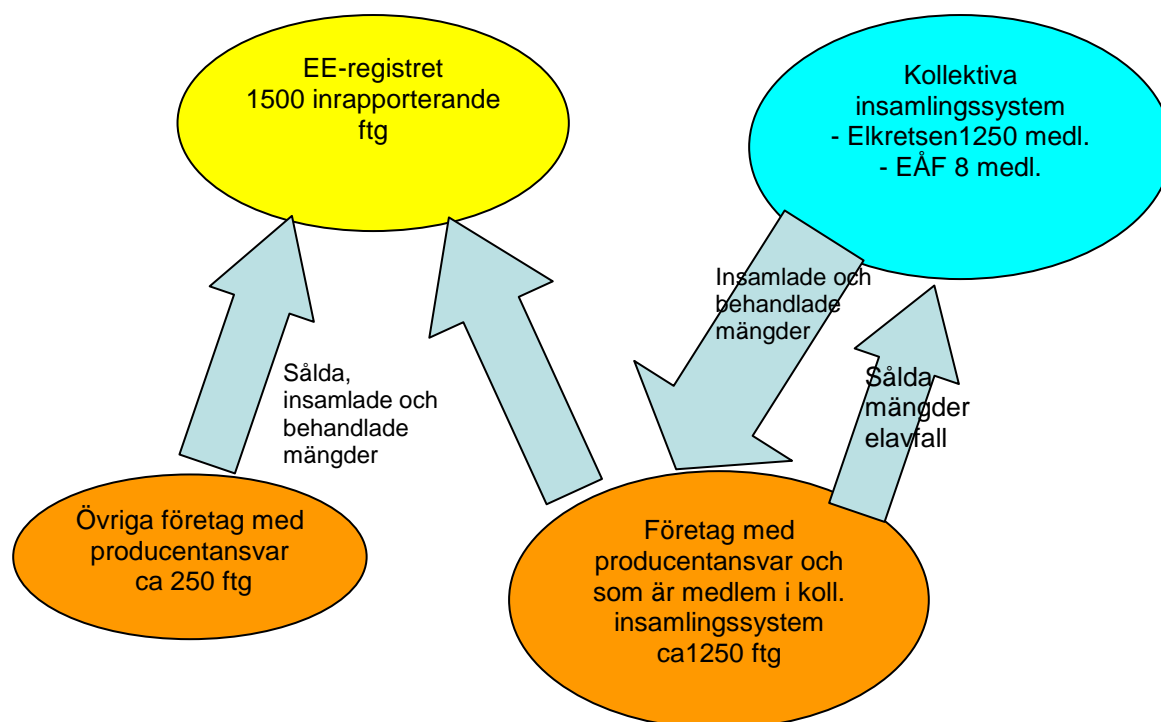 EE-registret
1500 inrapporterande
ftg
Kollektiva
insamlingssystem
- Elkretsen1250 medl.
- EÅF 8 medl.
Insamlade och
behandlade
mängder
Sålda,
insamlade och
behandlade
mängder
Sålda
mängder
elavfall
Övriga företag med
producentansvar
ca 250 ftg
Företag med
producentansvar och
som är medlem i koll.
insamlingssystem
ca1250 ftg